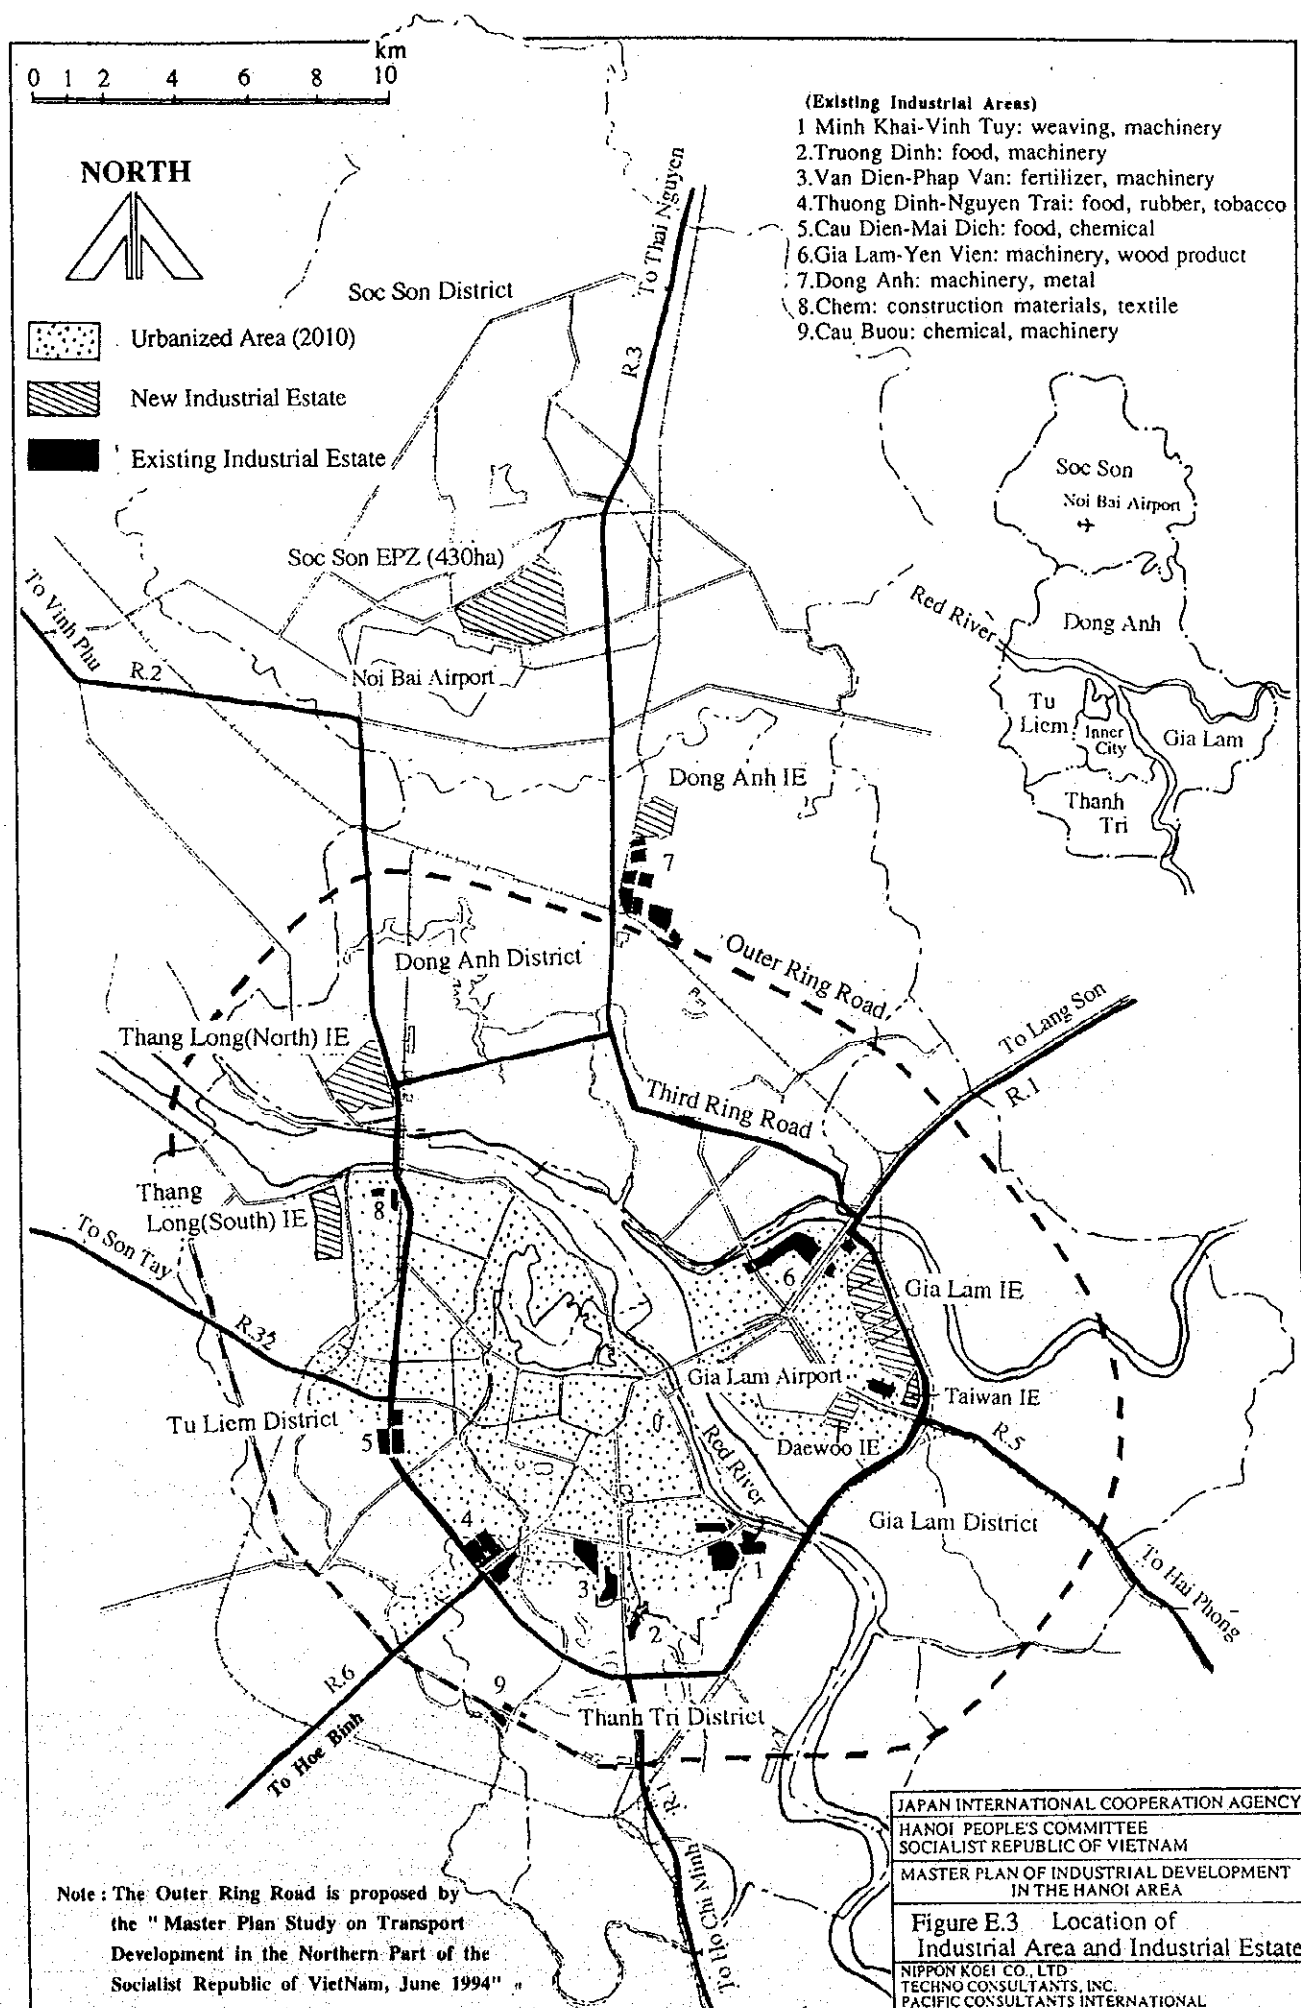 km
0 1 2 4 6 8 10
NORTH
Urbanized Area (2010)
New Industrial Estate
Existing Industrial Estate
(Existing Industrial Areas)
1 Minh Khai-Vinh Tuy: weaving, machinery
2.Truong Dinh: food, machinery
3.Van Dien-Phap Van: fertilizer, machinery
4.Thuong Dinh-Nguyen Trai: food, rubber, tobacco
5.Cau Dien-Mai Dich: food, chemical
6.Gia Lam-Yen Vien: machinery, wood product
7.Dong Anh: machinery, metal
8.Chem: construction materials, textile
9.Cau Buou: chemical, machinery
To Thai Nguyen
Soc Son District
R.3
Soc Son
Noi Bai Airport
Red River
Dong Anh
Tu
Liem
Inner
City
Gia Lam
Thanh
Tri
Soc Son EPZ (430ha)
To Vinh Phu
R.2
Noi Bai Airport
Dong Anh IE
7
Dong Anh District
Outer Ring Road
Thang Long(North) IE
To Lang Son
R.1
Third Ring Road
Thang
Long(South) IE
8
To Son Tay
R.32
6
Gia Lam IE
Gia Lam Airport
Taiwan IE
Tu Liem District
5
Daewoo IE
R.5
Red River
Gia Lam District
4
To Hai Phong
3
1
2
R.6
9
Thanh Tri District
To Hoe Binh
R.1
To Ho Chi Minh
Note : The Outer Ring Road is proposed by
the " Master Plan Study on Transport
Development in the Northern Part of the
Socialist Republic of VietNam, June 1994"
JAPAN INTERNATIONAL COOPERATION AGENCY
HANOI PEOPLE'S COMMITTEE
SOCIALIST REPUBLIC OF VIETNAM
MASTER PLAN OF INDUSTRIAL DEVELOPMENT
IN THE HANOI AREA
Figure E.3 Location of
Industrial Area and Industrial Estate
NIPPON KOEI CO., LTD
TECHNO CONSULTANTS, INC.
PACIFIC CONSULTANTS INTERNATIONAL